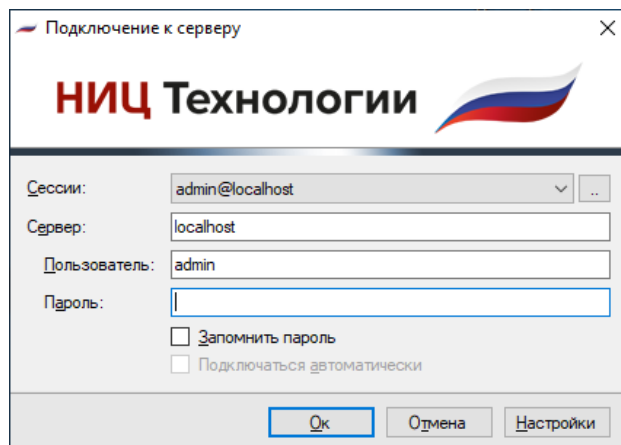 Подключение к серверу
НИЦ Технологии
Сессии: admin@localhost ..
Сервер: localhost
Пользователь: admin
Пароль:
Запомнить пароль
Подключаться автоматически
Ок Отмена Настройки